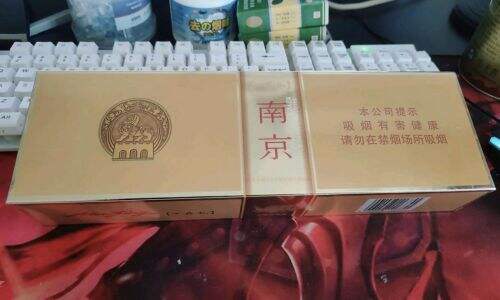 南京
本公司提示
吸烟有害健康
请勿在禁烟场所吸烟